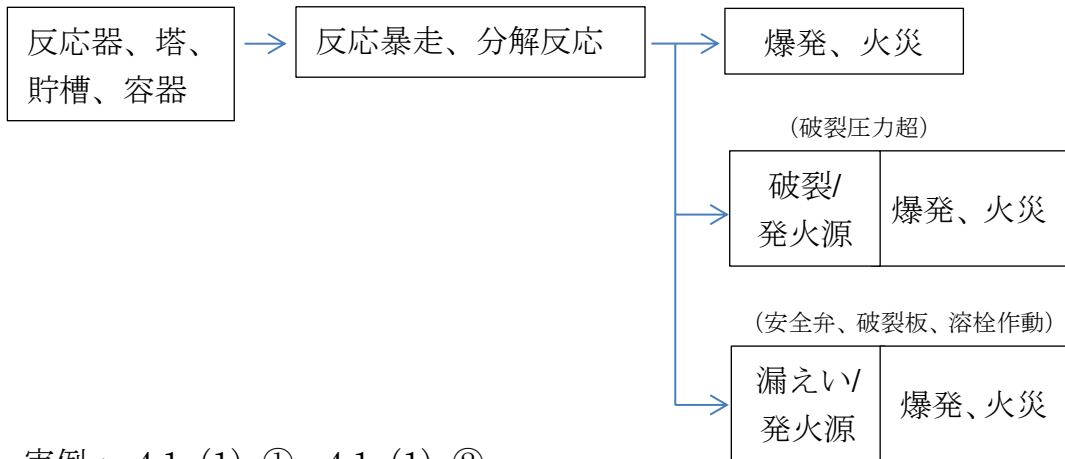 反応器、塔、
貯槽、容器
反応暴走、分解反応
爆発、火災
（破裂圧力超）
破裂/
発火源
爆発、火災
（安全弁、破裂板、溶栓作動）
漏えい/
発火源
爆発、火災